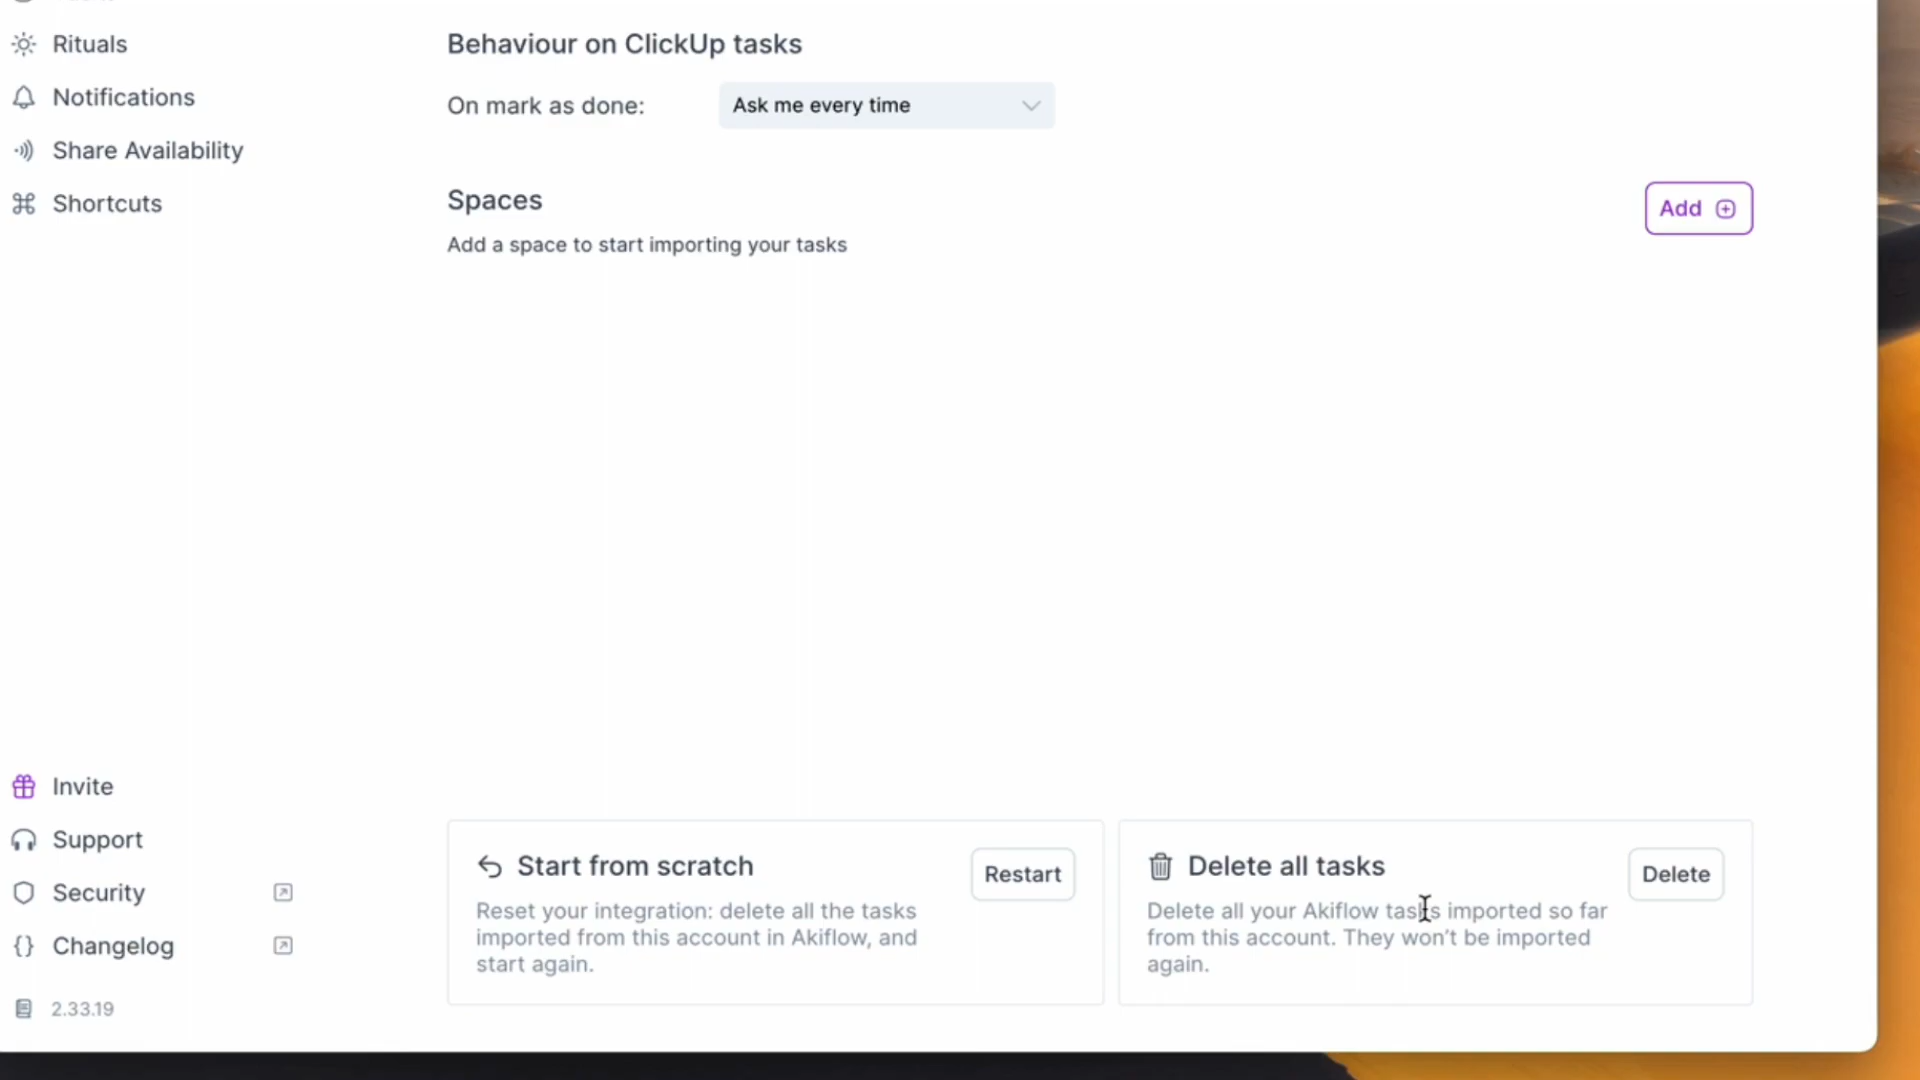 Rituals
Notifications
Share Availability
Shortcuts
Behaviour on ClickUp tasks
On mark as done:
Ask me every time
Spaces
Add
Add a space to start importing your tasks
Invite
Support
Security
Changelog
2.33.19
Start from scratch
Restart
Reset your integration: delete all the tasks
imported from this account in Akiflow, and
start again.
Delete all tasks
Delete
Delete all your Akiflow tasks imported so far
from this account. They won't be imported
again.